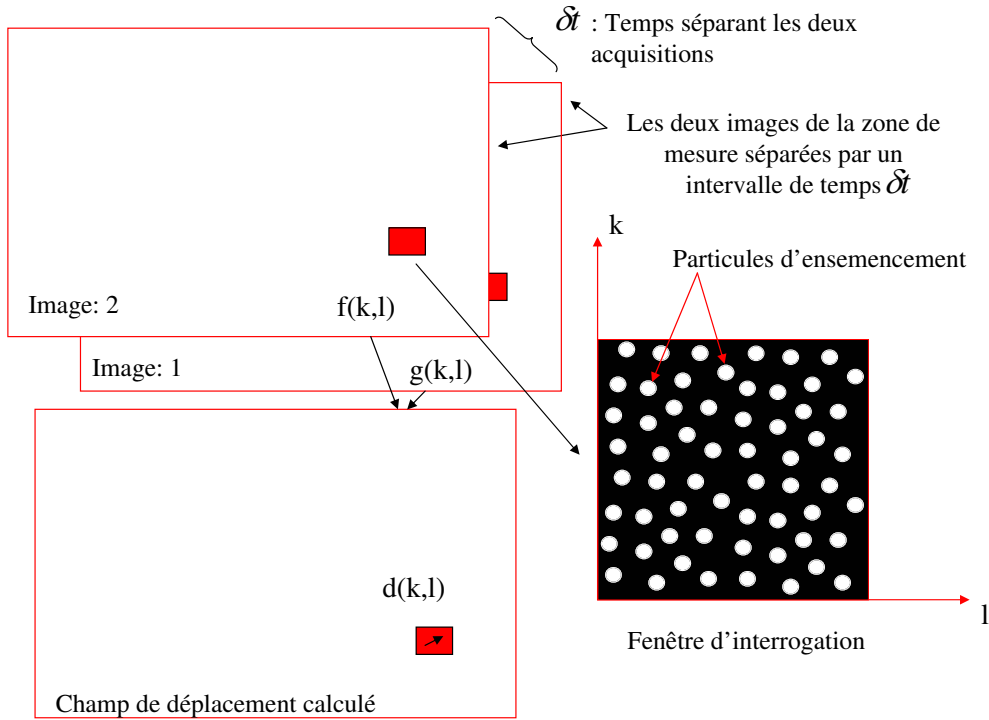 δt : Temps séparant les deux
acquisitions
Les deux images de la zone de
mesure séparées par un
intervalle de temps δt
k
Particules d’ensemencement
Image: 2
f(k,l)
Image: 1
g(k,l)
d(k,l)
l
Fenêtre d’interrogation
Champ de déplacement calculé